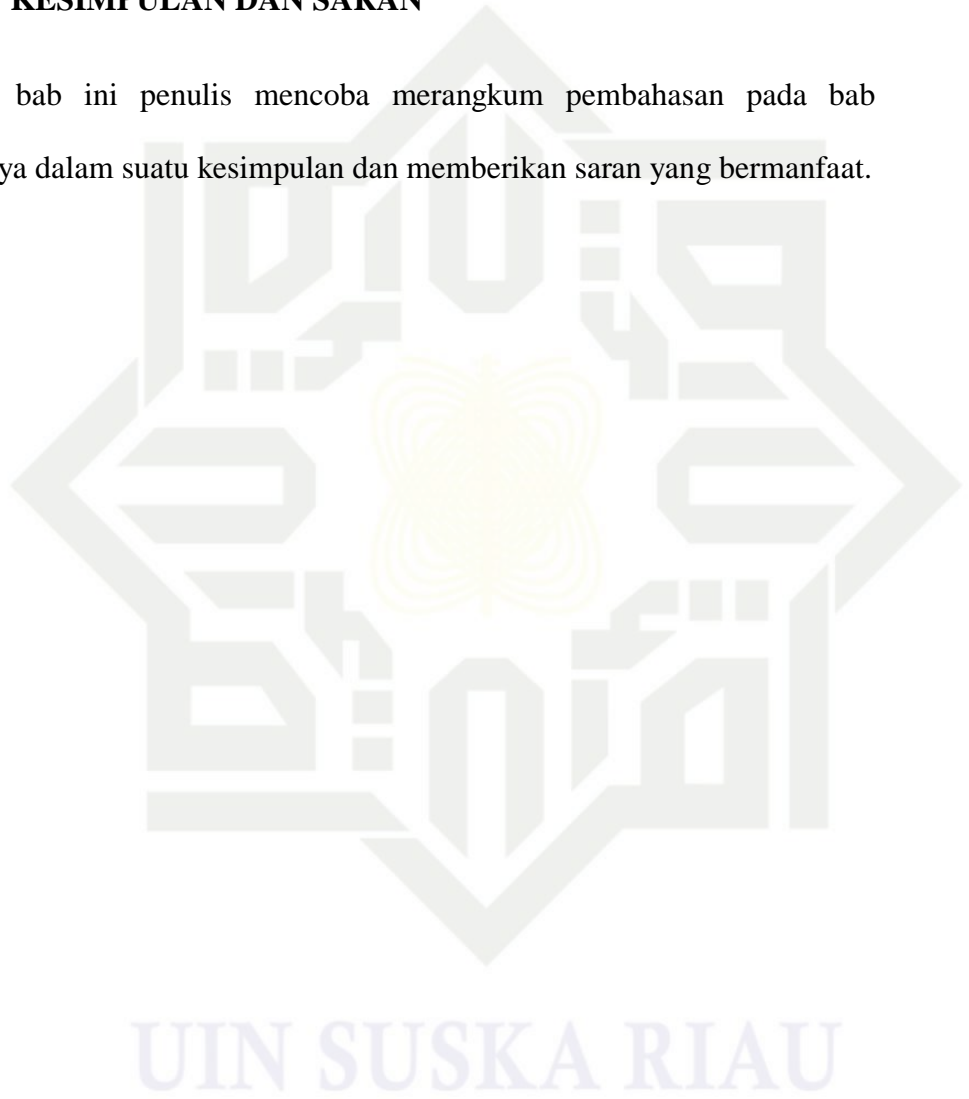 KESIMPULAN DAN SARAN
bab ini penulis mencoba merangkum pembahasan pada bab
ya dalam suatu kesimpulan dan memberikan saran yang bermanfaat.
UIN SUSKA RIAU